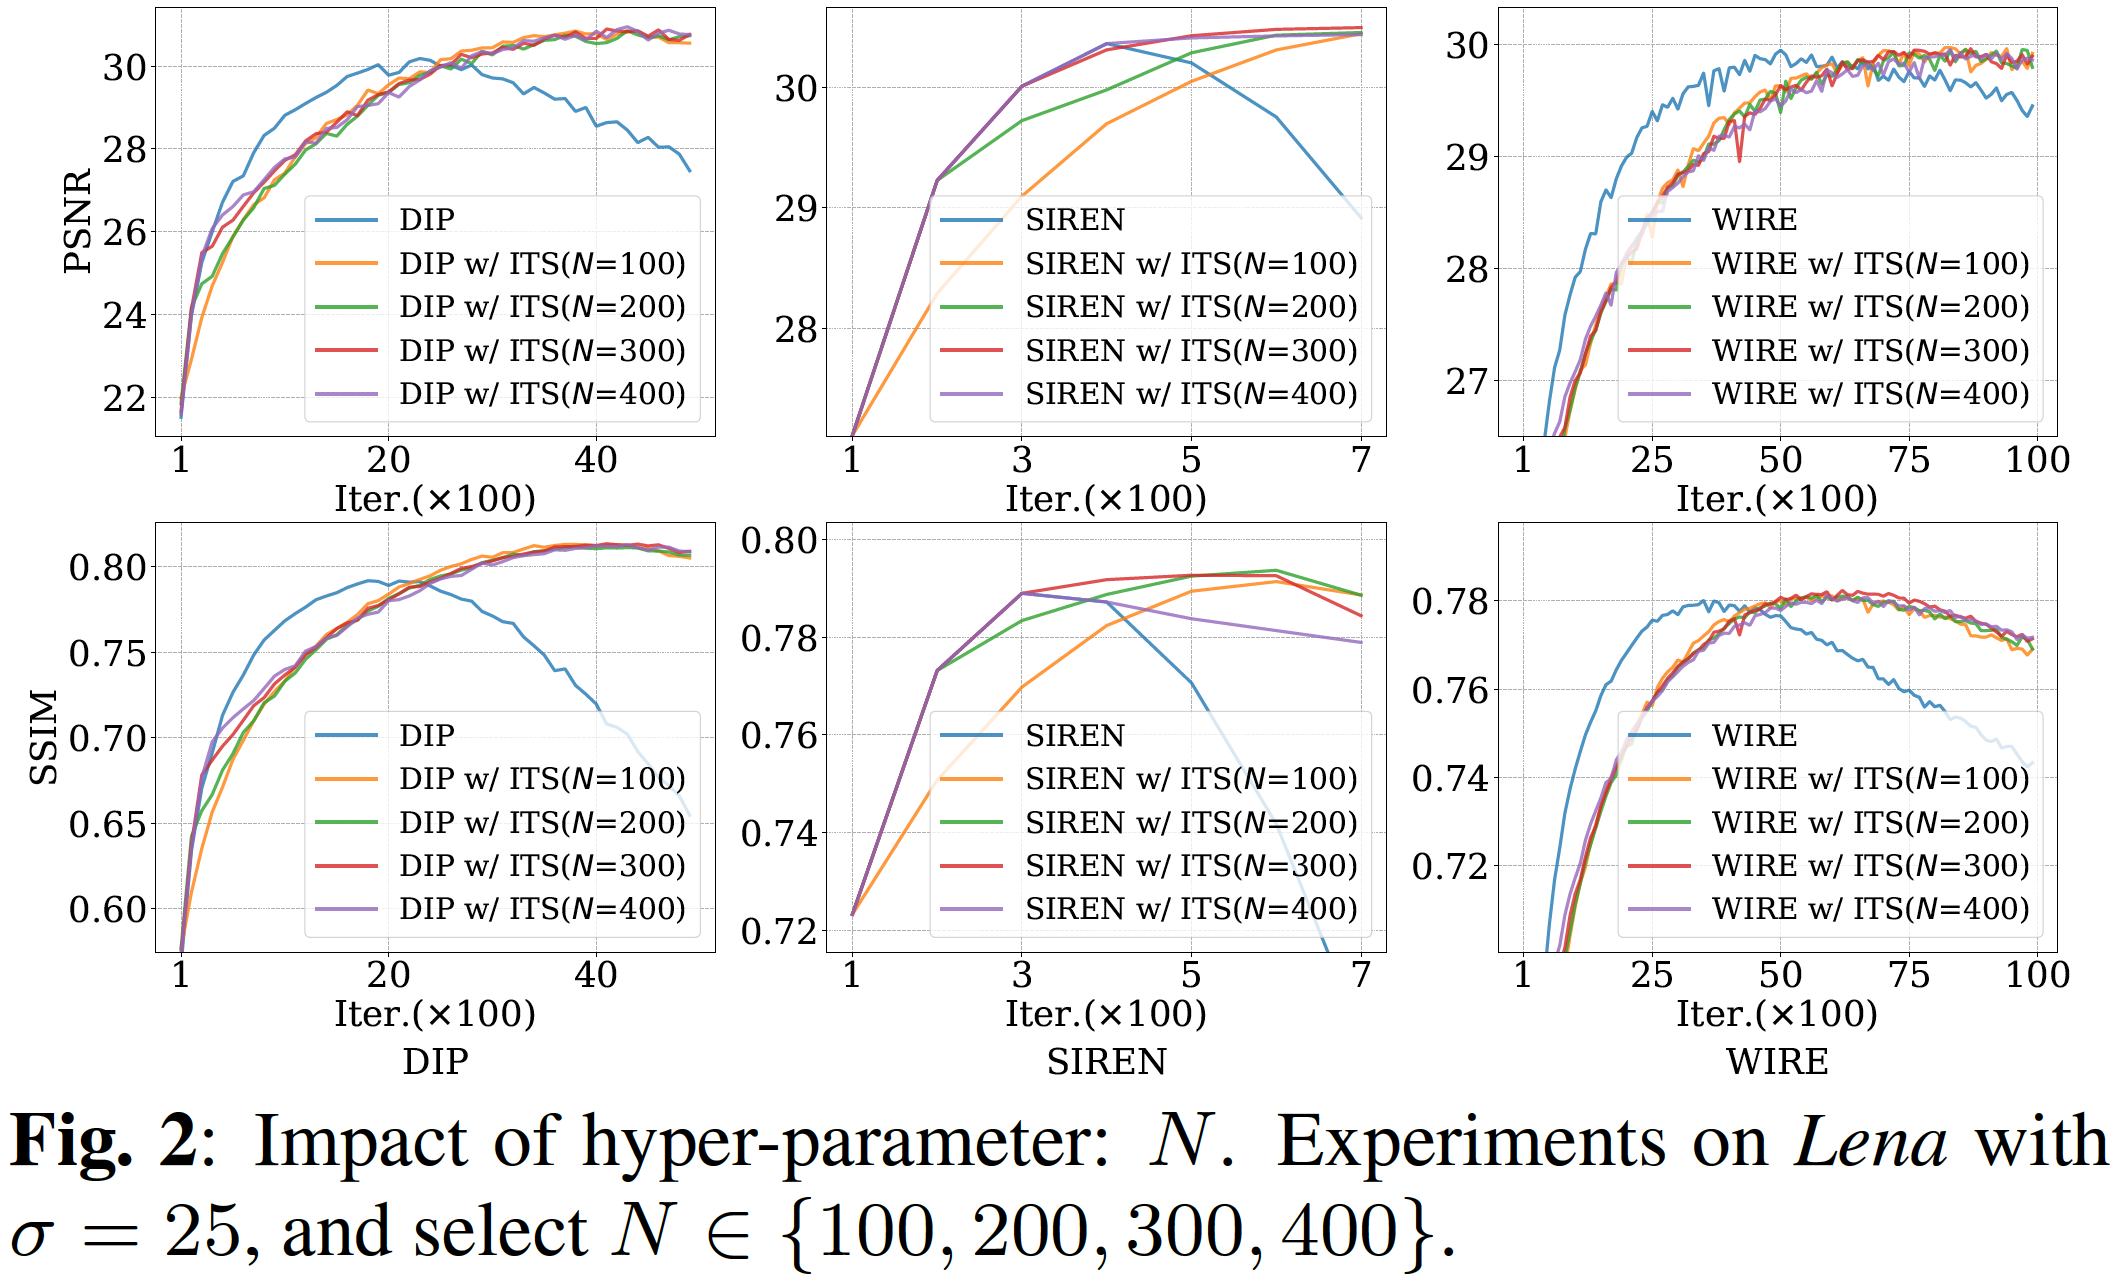 PSNR
30
28
26
24
22
DIP
DIP w/ ITS(N=100)
DIP w/ ITS(N=200)
DIP w/ ITS(N=300)
DIP w/ ITS(N=400)
1 20 40
Iter.(×100)
30
29
28
SIREN
SIREN w/ ITS(N=100)
SIREN w/ ITS(N=200)
SIREN w/ ITS(N=300)
SIREN w/ ITS(N=400)
1 3 5 7
Iter.(×100)
30
29
28
27
WIRE
WIRE w/ ITS(N=100)
WIRE w/ ITS(N=200)
WIRE w/ ITS(N=300)
WIRE w/ ITS(N=400)
1 25 50 75 100
Iter.(×100)
SSIM
0.80
0.75
0.70
0.65
0.60
DIP
DIP w/ ITS(N=100)
DIP w/ ITS(N=200)
DIP w/ ITS(N=300)
DIP w/ ITS(N=400)
1 20 40
Iter.(×100)
DIP
0.80
0.78
0.76
0.74
0.72
SIREN
SIREN w/ ITS(N=100)
SIREN w/ ITS(N=200)
SIREN w/ ITS(N=300)
SIREN w/ ITS(N=400)
1 3 5 7
Iter.(×100)
SIREN
0.78
0.76
0.74
0.72
WIRE
WIRE w/ ITS(N=100)
WIRE w/ ITS(N=200)
WIRE w/ ITS(N=300)
WIRE w/ ITS(N=400)
1 25 50 75 100
Iter.(×100)
WIRE
Fig. 2: Impact of hyper-parameter: N. Experiments on Lena with
σ = 25, and select N ∈ {100, 200, 300, 400}.